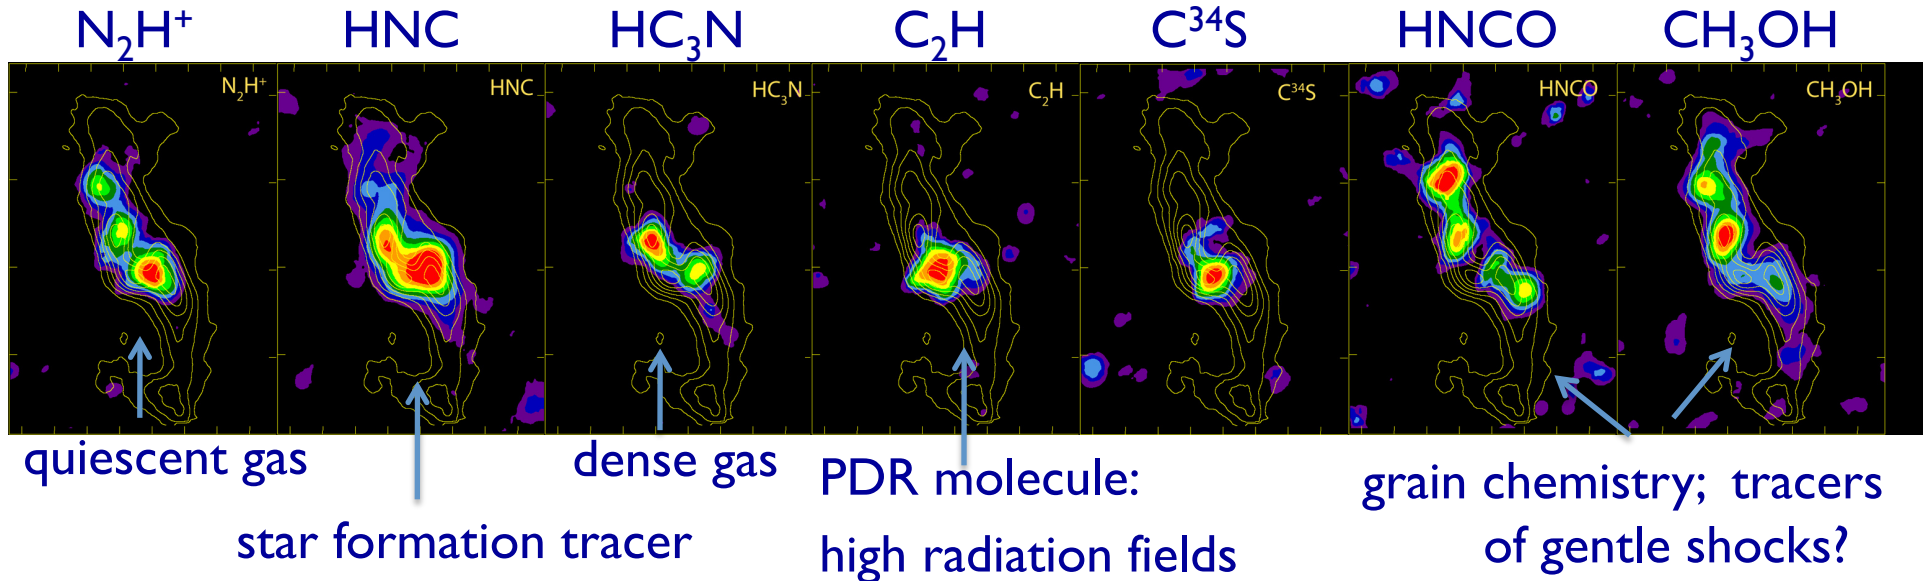 N₂H⁺ HNC HC₃N C₂H C³⁴S HNCO CH₃OH
N₂H⁺ HNC HC₃N C₂H C³⁴S HNCO CH₃OH
quiescent gas
star formation tracer
dense gas
PDR molecule:
high radiation fields
grain chemistry; tracers
of gentle shocks?